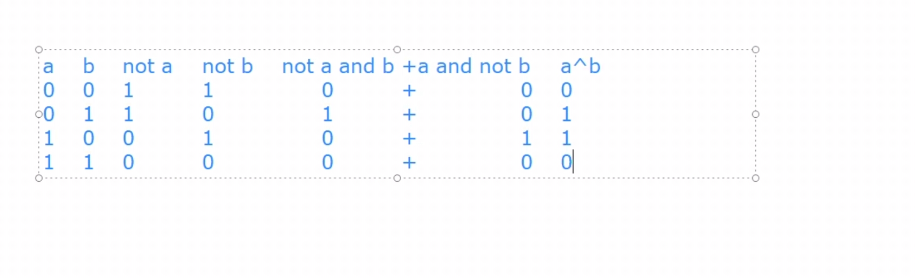 a b not a not b not a and b +a and not b a^b
0 0 1 1 0 + 0 0
0 1 1 0 1 + 0 1
1 0 0 1 0 + 1 1
1 1 0 0 0 + 0 0